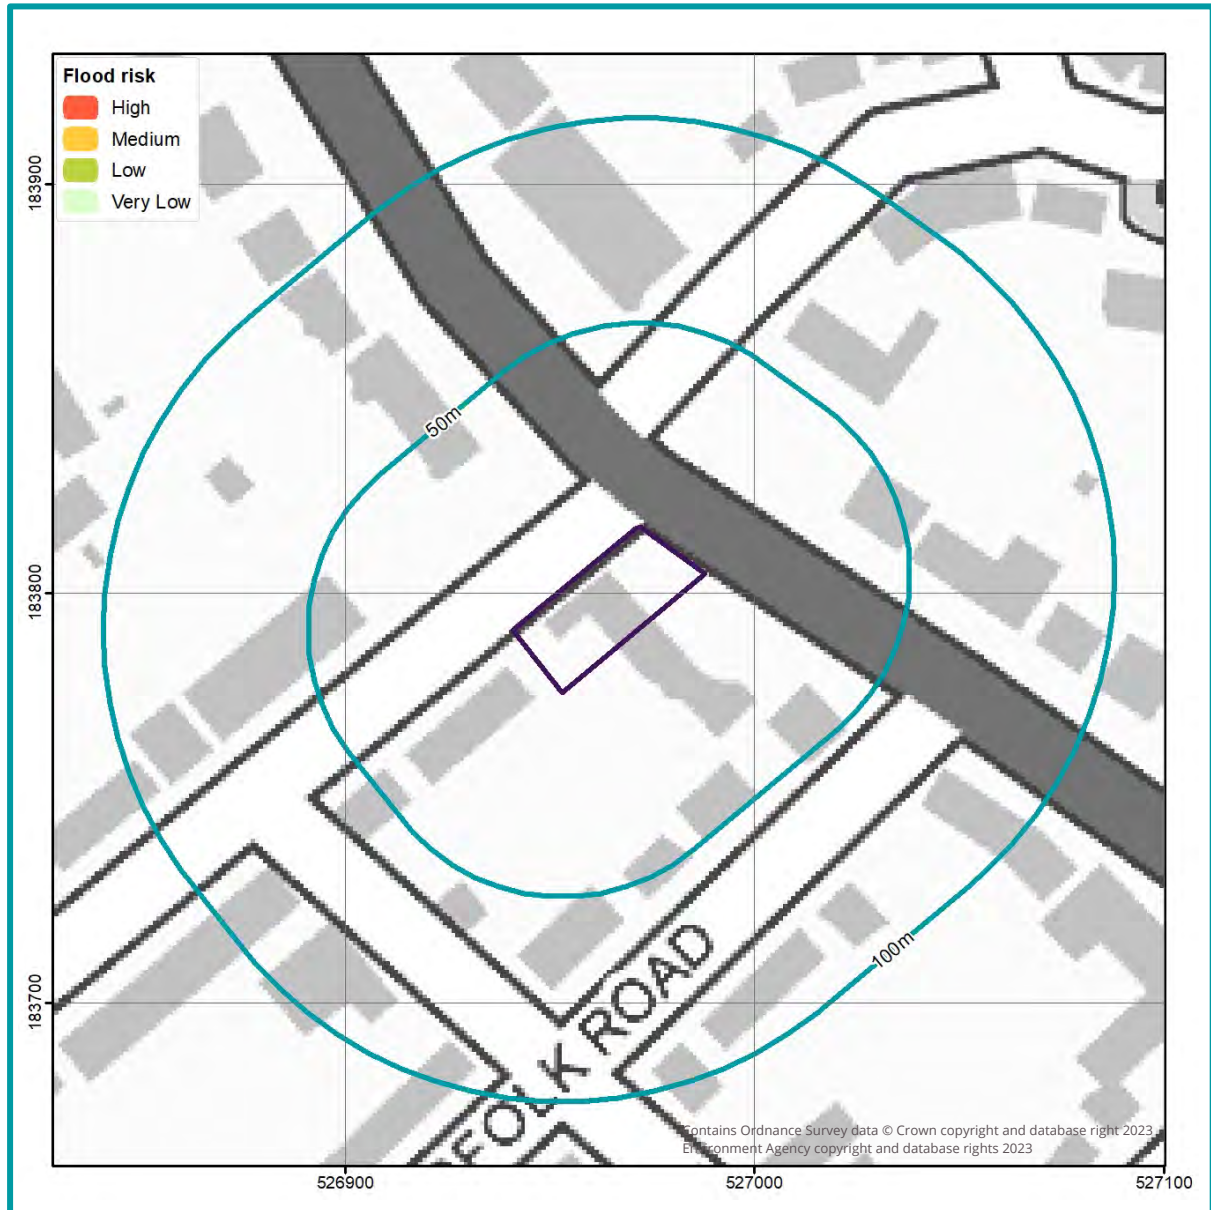 Flood risk
High
Medium
Low
Very Low
183900
183800
183700
50m
100m
ROAD
Contains Ordnance Survey data © Crown copyright and database right 2023
Environment Agency copyright and database rights 2023
526900
527000
527100